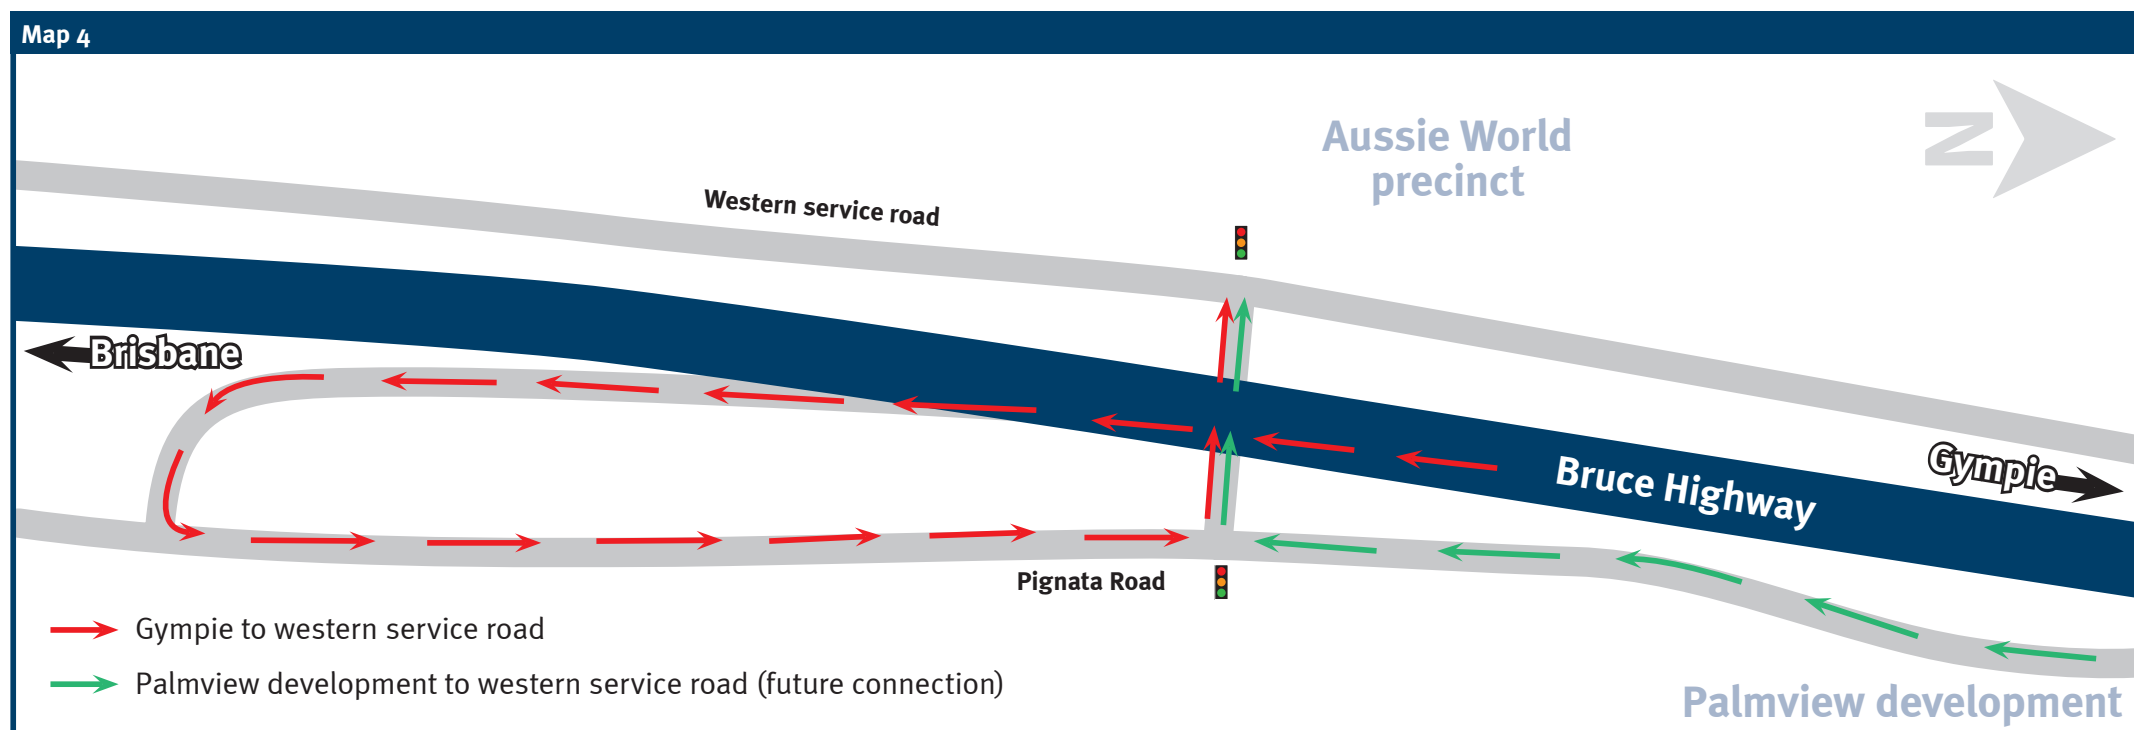 Map 4
Aussie World
precinct
N
Western service road
Brisbane
Gympie
Bruce Highway
Pignata Road
Gympie to western service road
Palmview development to western service road (future connection)
Palmview development